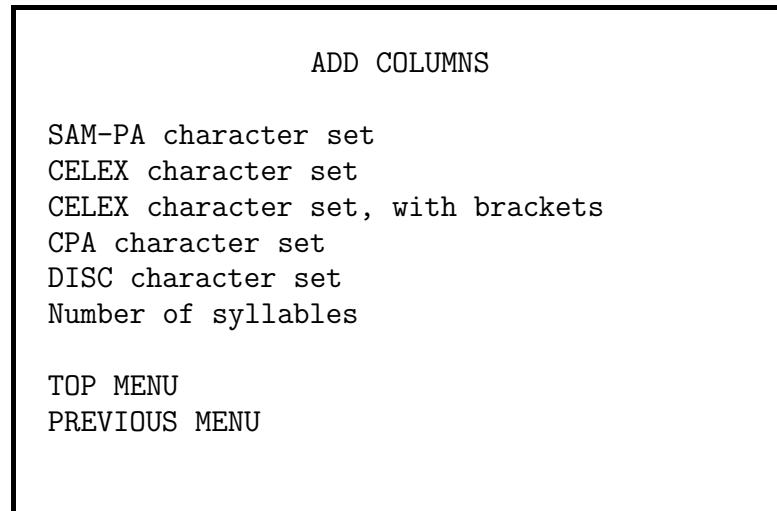 ADD COLUMNS
SAM-PA character set
CELEX character set
CELEX character set, with brackets
CPA character set
DISC character set
Number of syllables
TOP MENU
PREVIOUS MENU